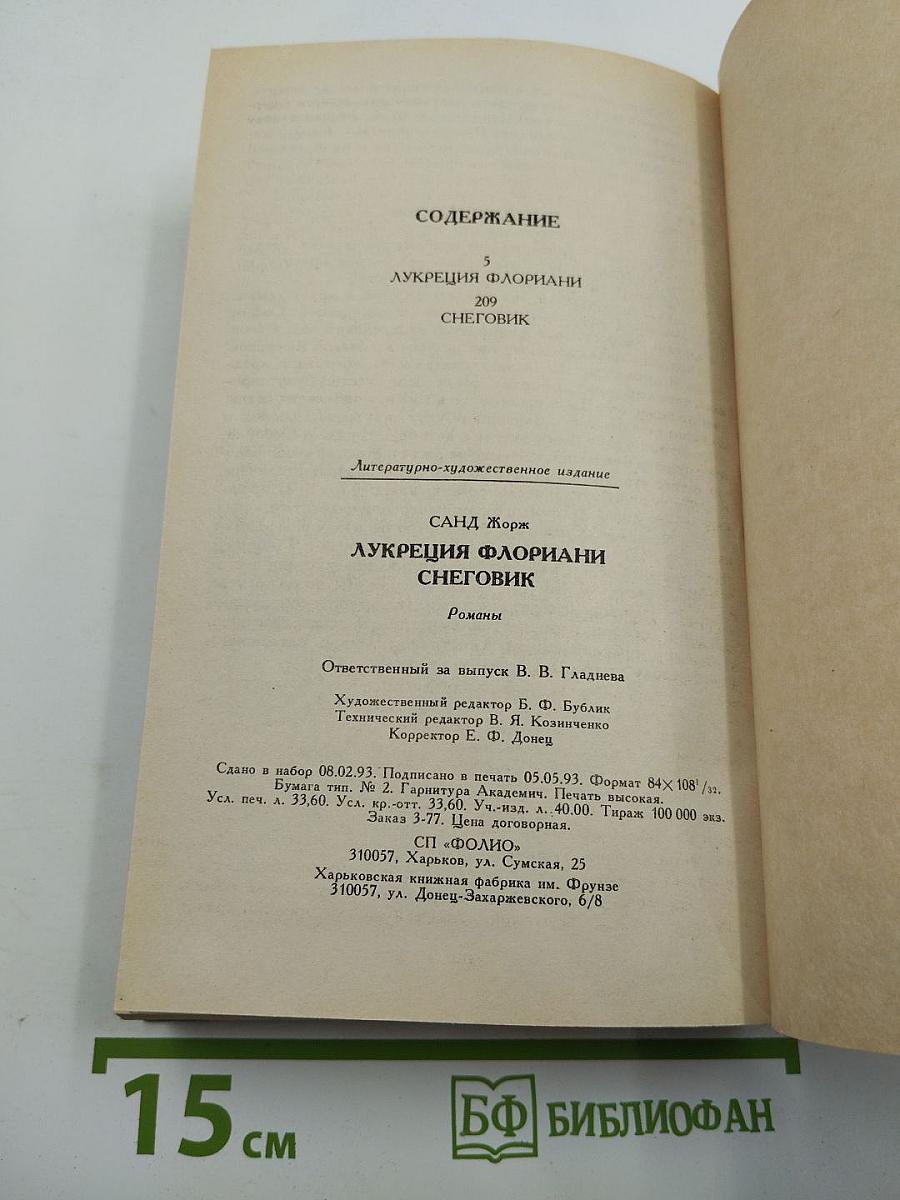 СОДЕРЖАНИЕ
5
ЛУКРЕЦИЯ ФЛОРИАНИ
209
СНЕГОВИК
Литературно-художественное издание
САНД Жорж
ЛУКРЕЦИЯ ФЛОРИАНИ
СНЕГОВИК
Романы
Ответственный за выпуск В. В. Гладнева
Художественный редактор Б. Ф. Бублик
Технический редактор В. Я. Козинченко
Корректор Е. Ф. Донец
Сдано в набор 08.02.93. Подписано в печать 05.05.93. Формат 84×108¹/₃₂.
Бумага тип. № 2. Гарнитура Академич. Печать высокая.
Усл. печ. л. 33,60. Усл. кр.-отт. 33,60. Уч.-изд. л. 40,00. Тираж 100 000 экз.
Заказ 3-77. Цена договорная.
СП «ФОЛИО»
310057, Харьков, ул. Сумская, 25
Харьковская книжная фабрика им. Фрунзе
310057, ул. Донец-Захаржевского, 6/8
15 см
БФ БИБЛИОФАН